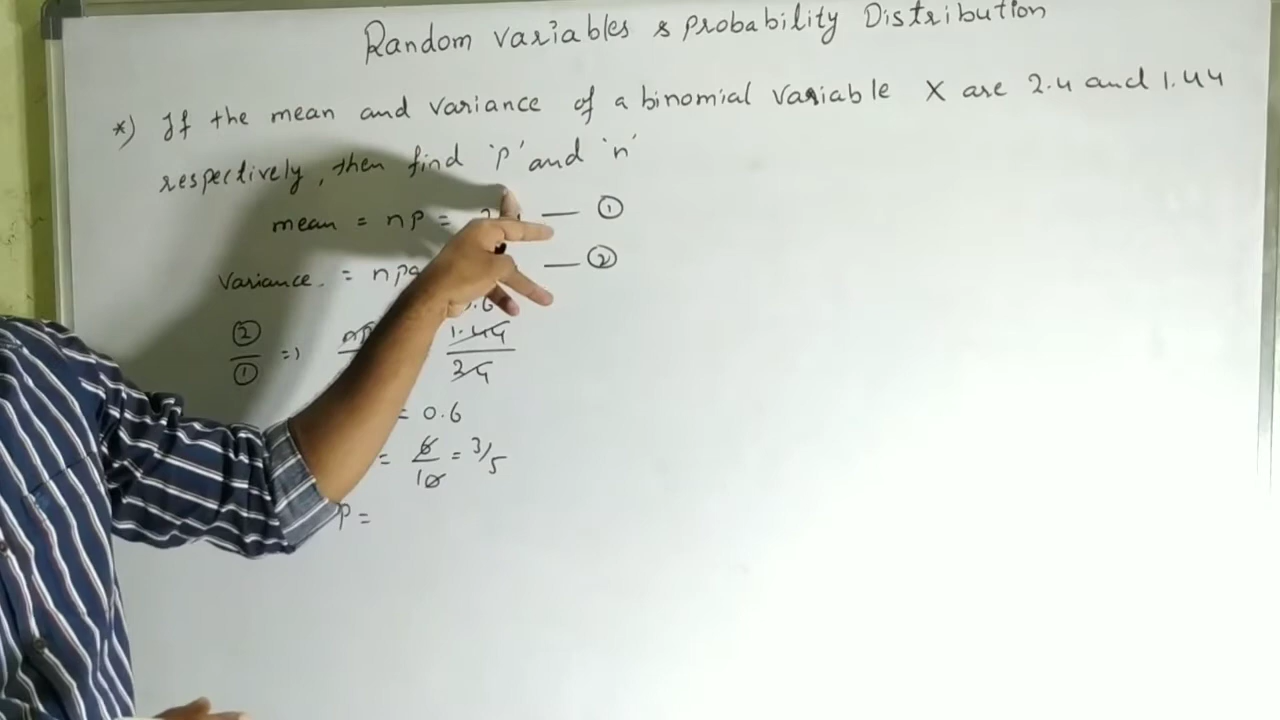 Random variables & probability Distribution
*) If the mean and variance of a binomial variable X are 2.4 and 1.44
respectively, then find 'p' and 'n'
mean = np = — ①
Variance = npq — ②
②/① => 1.44/2.4
= 0.6
= 6/10 = 3/5
p =